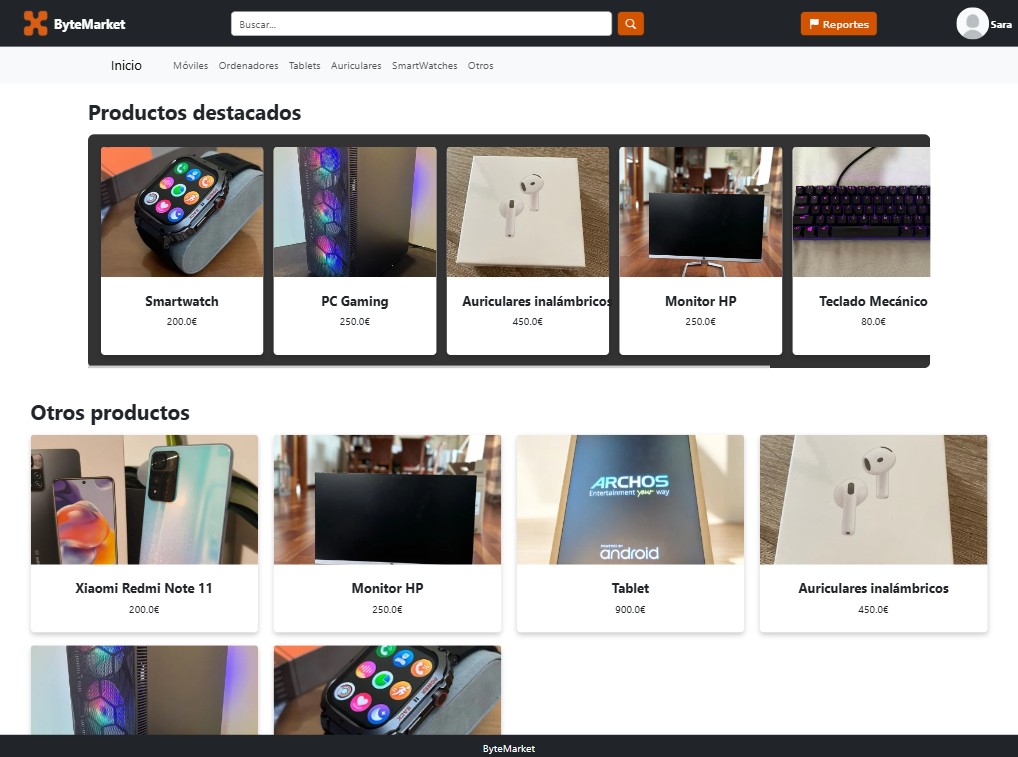 ByteMarket
Buscar...
Reportes
Sara
Inicio
Móviles Ordenadores Tablets Auriculares SmartWatches Otros
Productos destacados
Smartwatch
200.0€
PC Gaming
250.0€
Auriculares inalámbricos
450.0€
Monitor HP
250.0€
Teclado Mecánico
80.0€
Otros productos
Xiaomi Redmi Note 11
200.0€
Monitor HP
250.0€
ARCHOS
Entertainment your way
POWERED BY
android
Tablet
900.0€
Auriculares inalámbricos
450.0€
ByteMarket